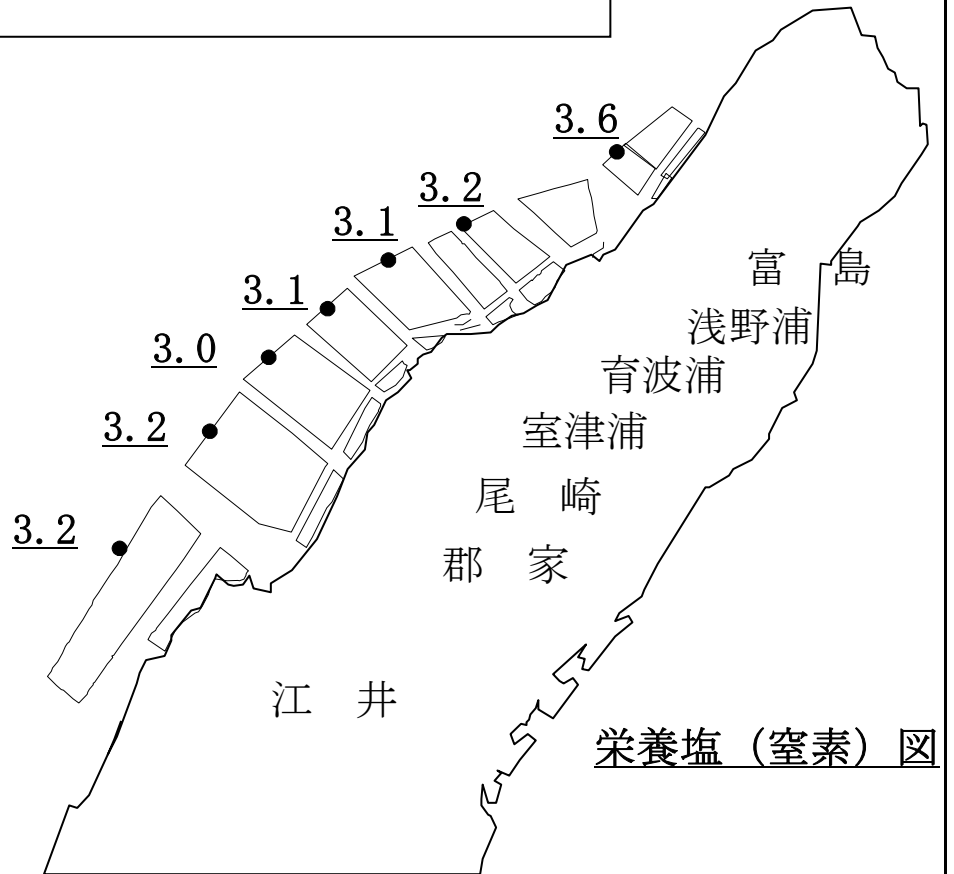 3.6
3.2
3.1
3.1
3.0
3.2
3.2
富　島
浅野浦
育波浦
室津浦
尾　崎
郡　家
江　井
栄養塩（窒素）図